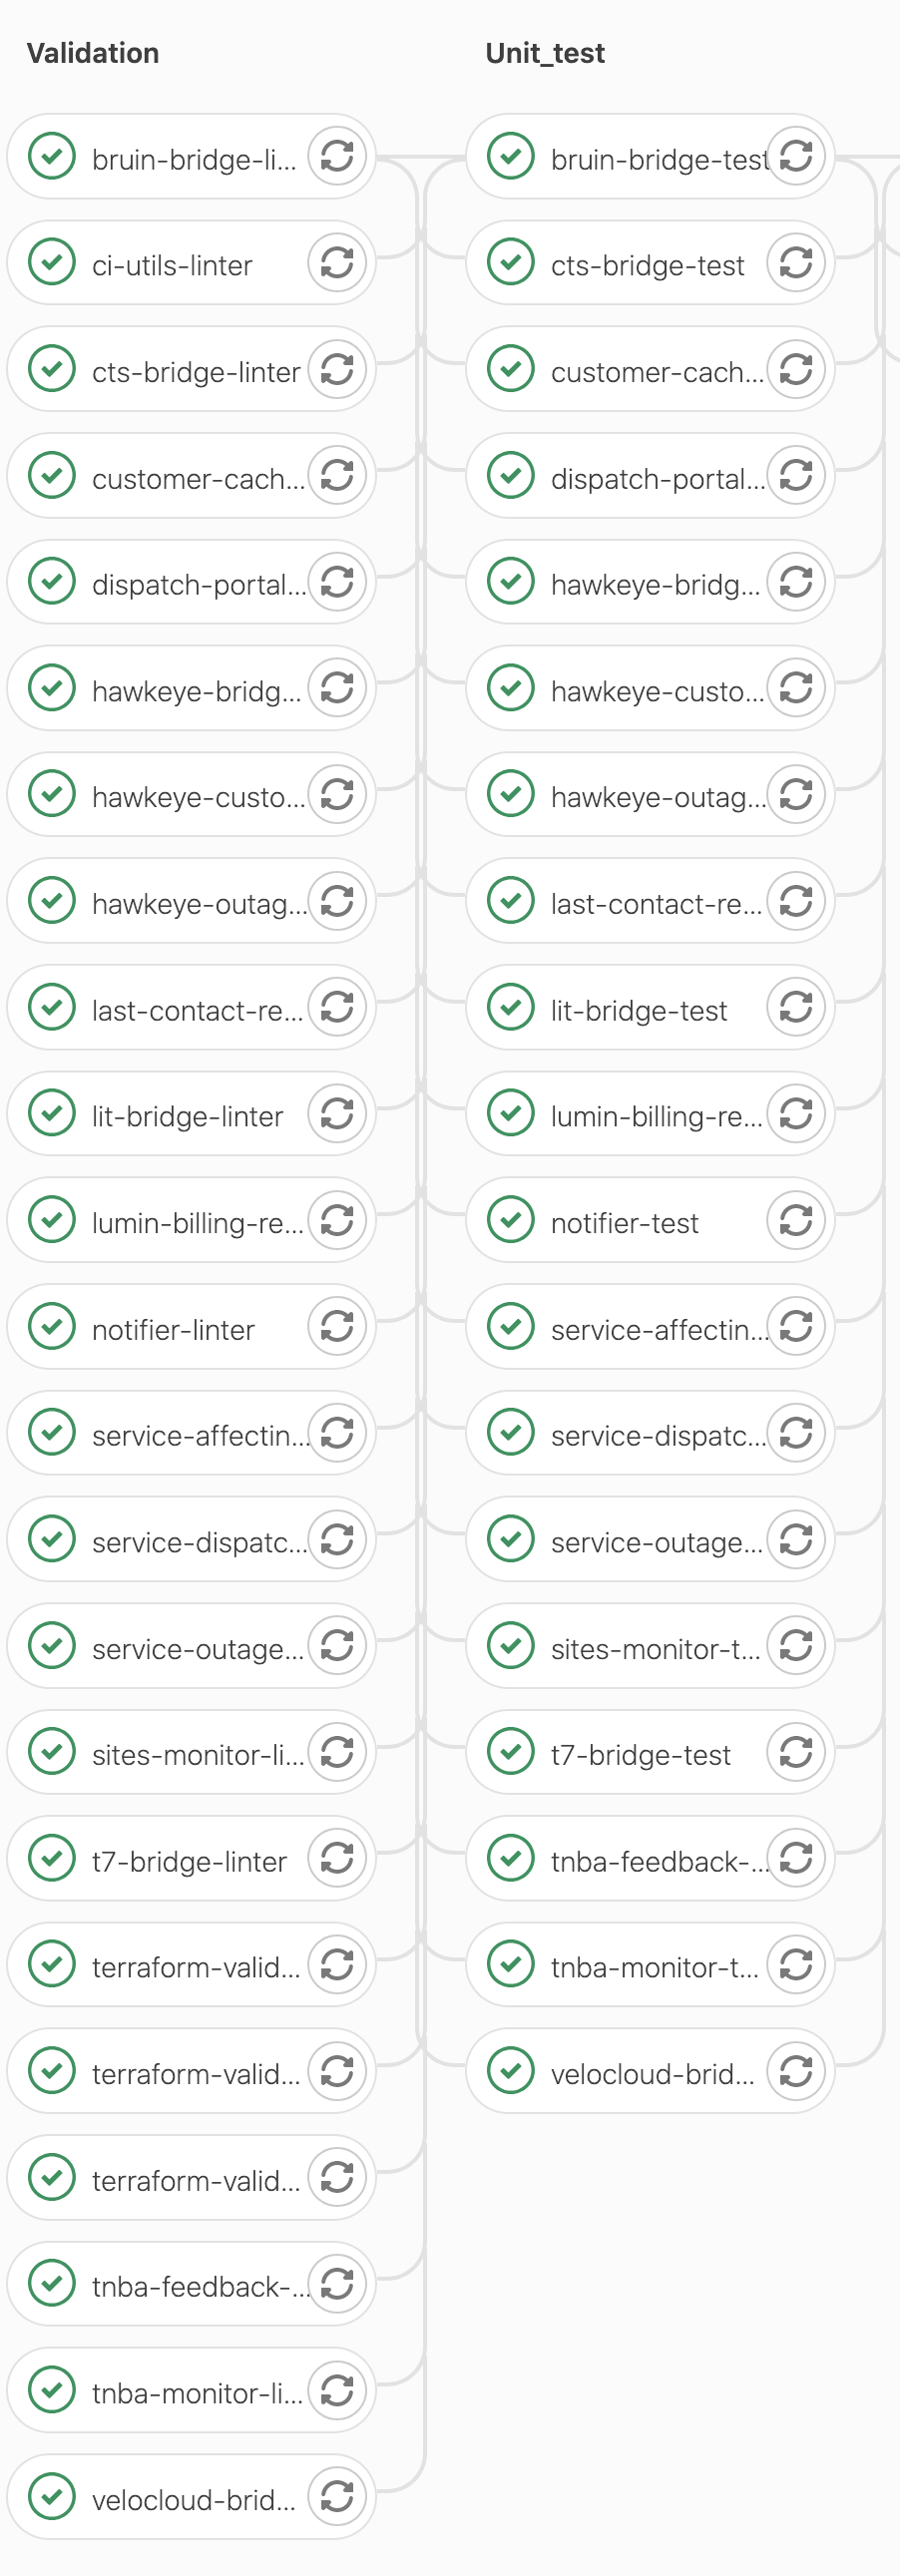 Validation
bruin-bridge-li...
ci-utils-linter
cts-bridge-linter
customer-cach...
dispatch-portal...
hawkeye-bridg...
hawkeye-custo...
hawkeye-outag...
last-contact-re...
lit-bridge-linter
lumin-billing-re...
notifier-linter
service-affectin...
service-dispatc...
service-outage...
sites-monitor-li...
t7-bridge-linter
terraform-valid...
terraform-valid...
terraform-valid...
tnba-feedback-...
tnba-monitor-li...
velocloud-brid...
Unit_test
bruin-bridge-test
cts-bridge-test
customer-cach...
dispatch-portal...
hawkeye-bridg...
hawkeye-custo...
hawkeye-outag...
last-contact-re...
lit-bridge-test
lumin-billing-re...
notifier-test
service-affectin...
service-dispatc...
service-outage...
sites-monitor-t...
t7-bridge-test
tnba-feedback-...
tnba-monitor-t...
velocloud-brid...